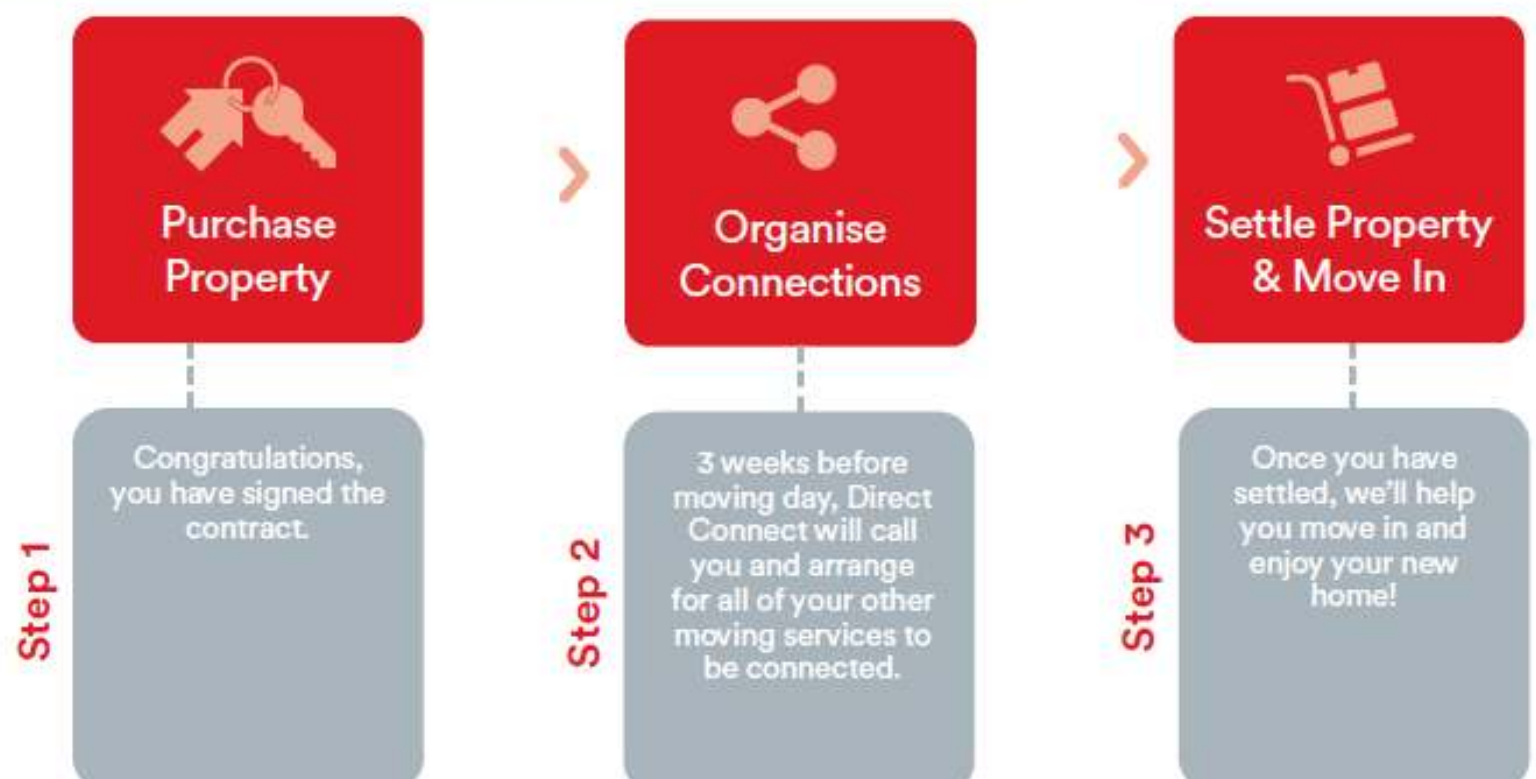 Purchase
Property
Organise
Connections
Settle Property
& Move In
Step 1
Congratulations,
you have signed the
contract.
Step 2
3 weeks before
moving day, Direct
Connect will call
you and arrange
for all of your other
moving services to
be connected.
Step 3
Once you have
settled, we'll help
you move in and
enjoy your new
home!